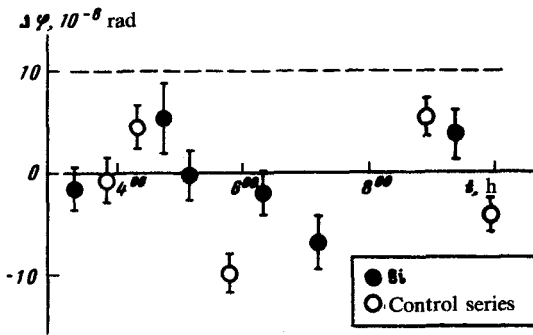 Δφ, 10⁻⁸ rad
10
0
4⁰⁰ 6⁰⁰ 8⁰⁰ t, h
-10
Bi
Control series